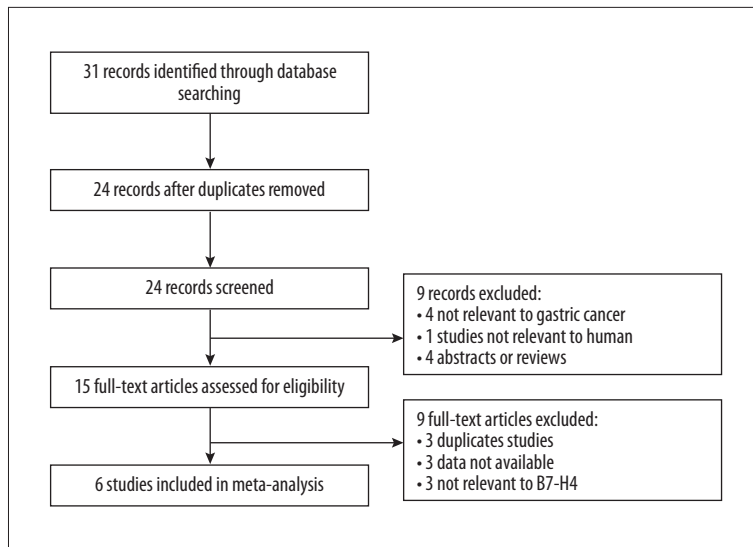 31 records identified through database
searching
24 records after duplicates removed
24 records screened
9 records excluded:
• 4 not relevant to gastric cancer
• 1 studies not relevant to human
• 4 abstracts or reviews
15 full-text articles assessed for eligibility
9 full-text articles excluded:
• 3 duplicates studies
• 3 data not available
• 3 not relevant to B7-H4
6 studies included in meta-analysis